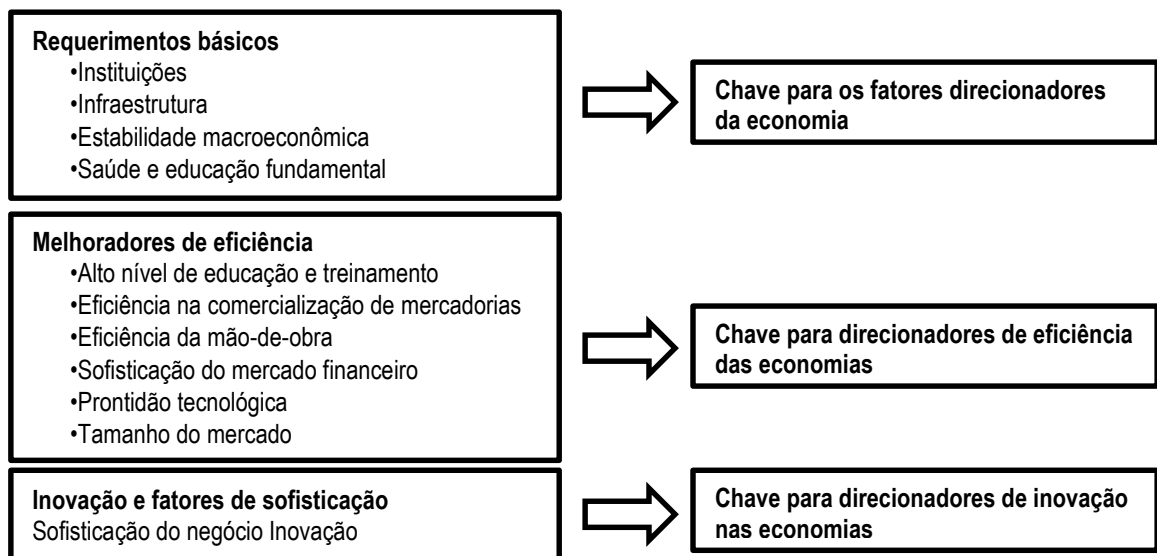 Requerimentos básicos
•Instituições
•Infraestrutura
•Estabilidade macroeconômica
•Saúde e educação fundamental
Chave para os fatores direcionadores
da economia
Melhoradores de eficiência
•Alto nível de educação e treinamento
•Eficiência na comercialização de mercadorias
•Eficiência da mão-de-obra
•Sofisticação do mercado financeiro
•Prontidão tecnológica
•Tamanho do mercado
Chave para direcionadores de eficiência
das economias
Inovação e fatores de sofisticação
Sofisticação do negócio Inovação
Chave para direcionadores de inovação
nas economias